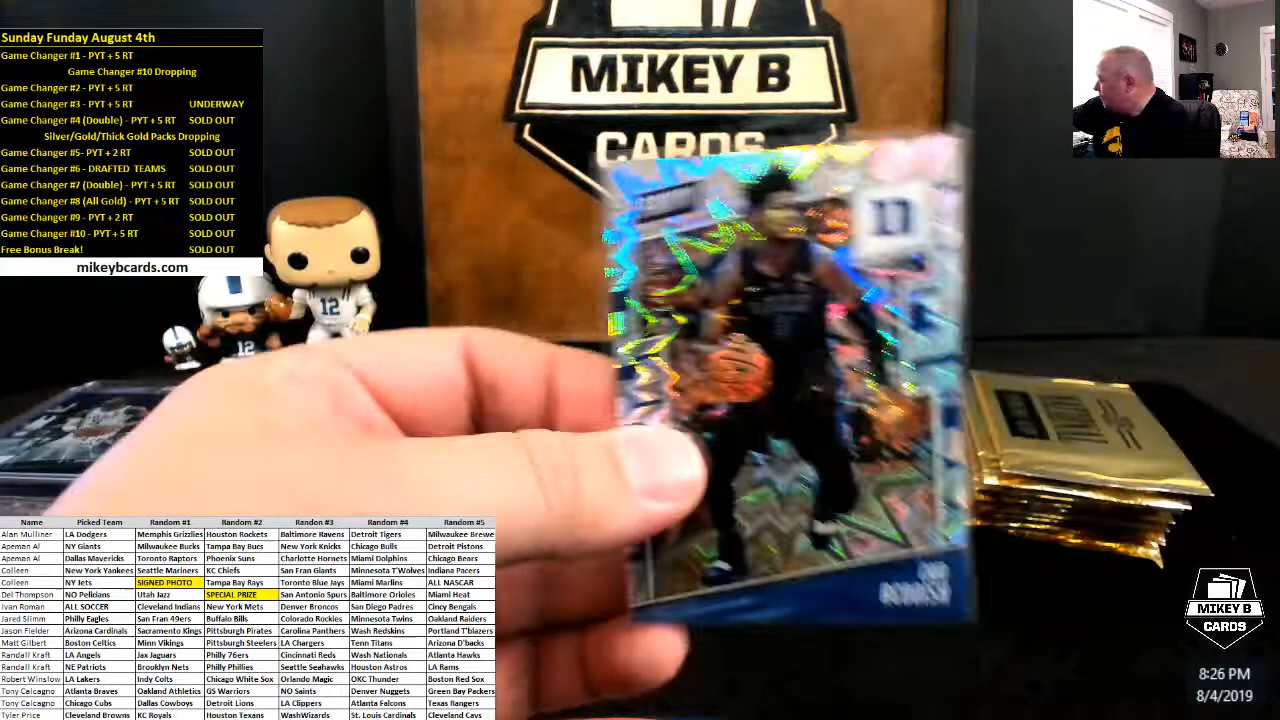 Sunday Funday August 4th
Game Changer #1 - PYT + 5 RT
Game Changer #10 Dropping
Game Changer #2 - PYT + 5 RT
Game Changer #3 - PYT + 5 RT UNDERWAY
Game Changer #4 (Double) - PYT + 5 RT SOLD OUT
Silver/Gold/Thick Gold Packs Dropping
Game Changer #5- PYT + 2 RT SOLD OUT
Game Changer #6 - DRAFTED TEAMS SOLD OUT
Game Changer #7 (Double) - PYT + 5 RT SOLD OUT
Game Changer #8 (All Gold) - PYT + 5 RT SOLD OUT
Game Changer #9 - PYT + 2 RT SOLD OUT
Game Changer #10 - PYT + 5 RT SOLD OUT
Free Bonus Break! SOLD OUT
mikeybcards.com
MIKEY B
CARDS
12
12
Name Picked Team Random #1 Random #2 Randon #3 Random #4 Random #5
Alan Mulliner LA Dodgers Memphis Grizzlies Houston Rockets Baltimore Ravens Detroit Tigers Milwaukee Brewe
Apeman Al NY Giants Milwaukee Bucks Tampa Bay Bucs New York Knicks Chicago Bulls Detroit Pistons
Apeman Al Dallas Mavericks Toronto Raptors Phoenix Suns Charlotte Hornets Miami Dolphins Chicago Bears
Colleen New York Yankees Seattle Mariners KC Chiefs San Fran Giants Minnesota T'Wolves Indiana Pacers
Colleen NY Jets SIGNED PHOTO Tampa Bay Rays Toronto Blue Jays Miami Marlins ALL NASCAR
Del Thompson NO Pelicians Utah Jazz SPECIAL PRIZE San Antonio Spurs Baltimore Orioles Miami Heat
Ivan Roman ALL SOCCER Cleveland Indians New York Mets Denver Broncos San Diego Padres Cincy Bengals
Jared Slimm Philly Eagles San Fran 49ers Buffalo Bills Colorado Rockies Minnesota Twins Oakland Raiders
Jason Fielder Arizona Cardinals Sacramento Kings Pittsburgh Pirates Carolina Panthers Wash Redskins Portland T'blazers
Matt Gilbert Boston Celtics Minn Vikings Pittsburgh Steelers LA Chargers Tenn Titans Arizona D'backs
Randall Kraft LA Angels Jax Jaguars Philly 76ers Cincinnati Reds Wash Nationals Atlanta Hawks
Randall Kraft NE Patriots Brooklyn Nets Philly Phillies Seattle Seahawks Houston Astros LA Rams
Robert Winslow LA Lakers Indy Colts Chicago White Sox Orlando Magic OKC Thunder Boston Red Sox
Tony Calcagno Atlanta Braves Oakland Athletics GS Warriors NO Saints Denver Nuggets Green Bay Packers
Tony Calcagno Chicago Cubs Dallas Cowboys Detroit Lions LA Clippers Atlanta Falcons Texas Rangers
Tyler Price Cleveland Browns KC Royals Houston Texans WashWizards St. Louis Cardinals Cleveland Cavs
MIKEY B
CARDS
8:26 PM
8/4/2019